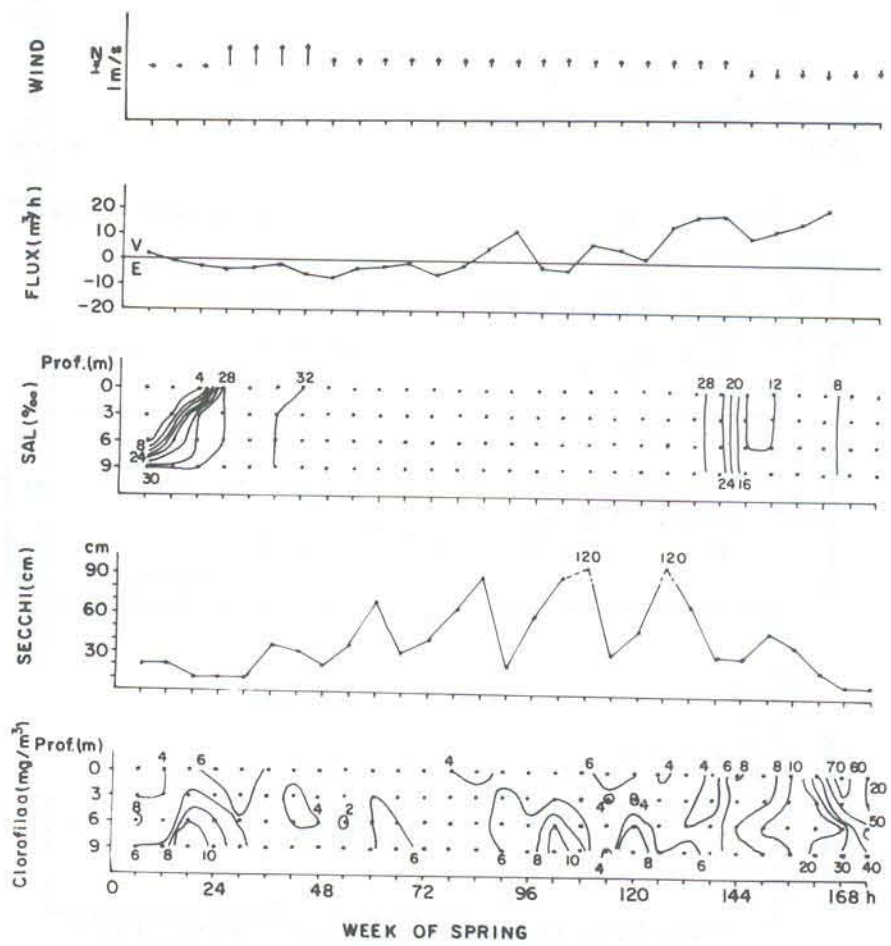 WIND
N
1m/s
FLUX(m³/h)
20
10
0
-10
-20
V
E
Prof.(m)
SAL(‰)
0
3
6
9
4 28 32 28 20 12 8
8
24
30
24 16
cm
SECCHI(cm)
90
60
30
120 120
Prof.(m)
Clorofilaa(mg/m³)
0
3
6
9
4 6 4 6 4 4 6 8 8 10 70 60
20
8 4 2 4 4 50
6 8 10 6 6 8 10 4 8 6 20 30 40
0 24 48 72 96 120 144 168 h
WEEK OF SPRING